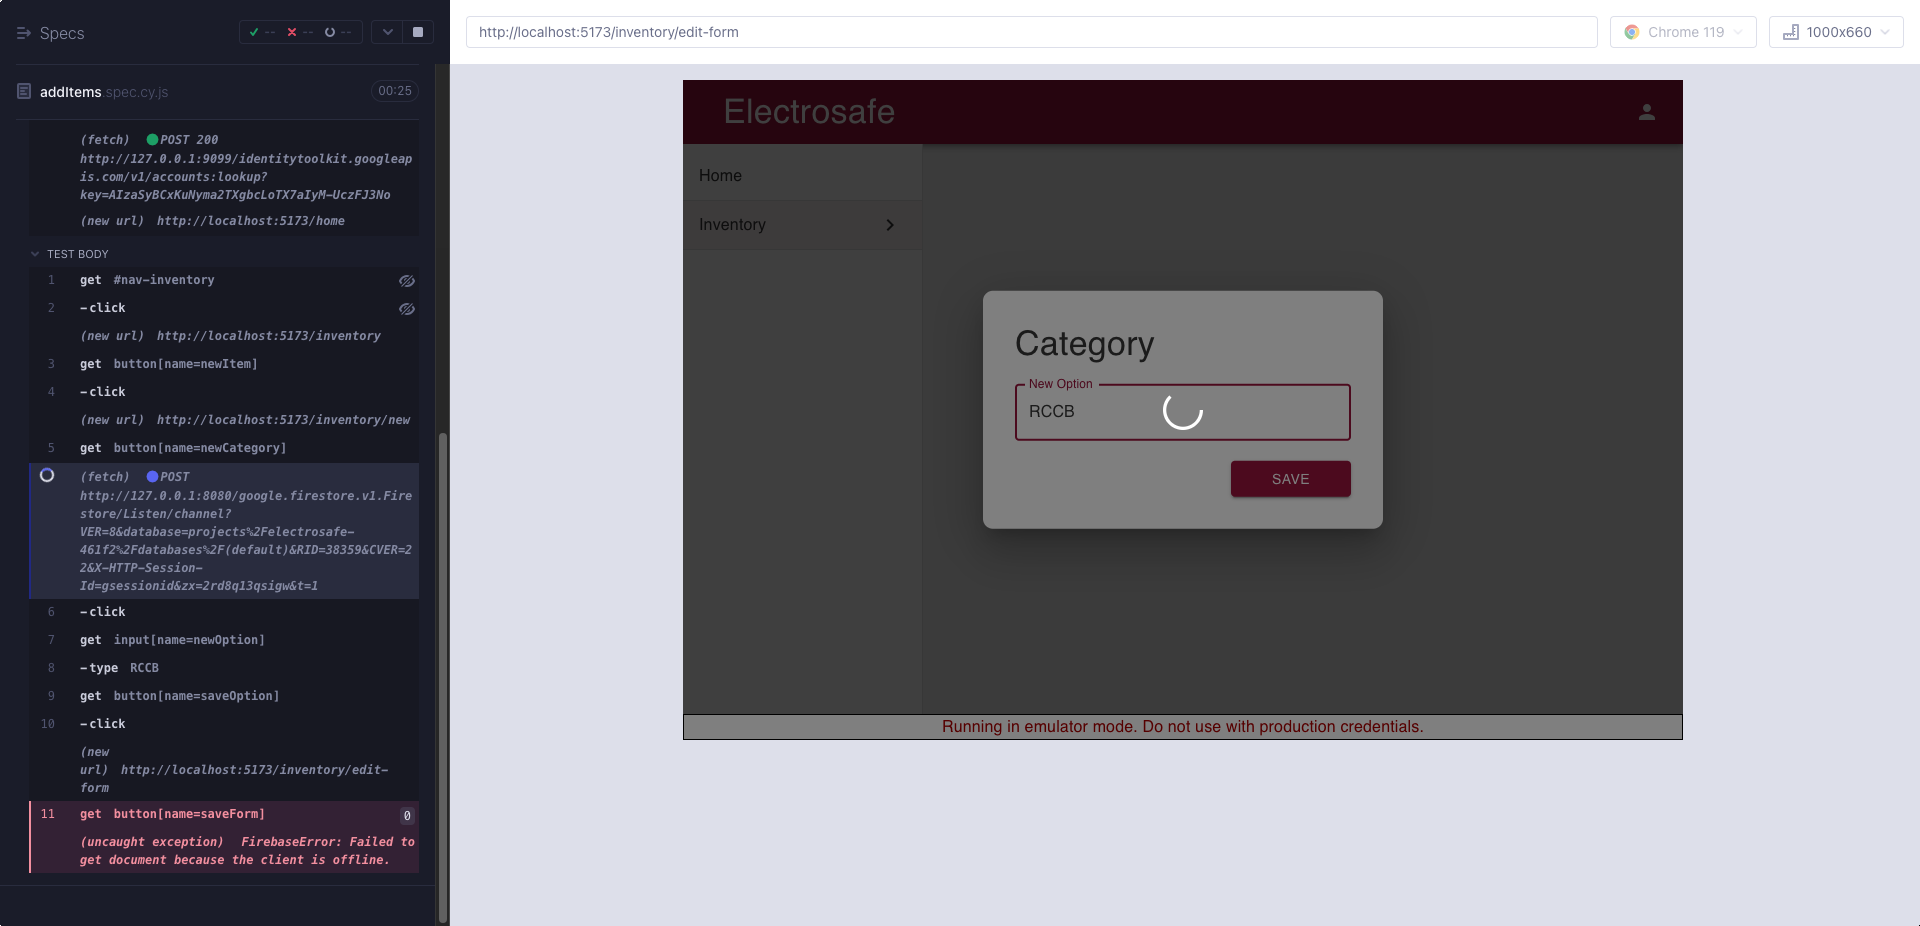 Specs
-- -- --
http://localhost:5173/inventory/edit-form
Chrome 119
1000x660
addItems.spec.cy.js
00:25
(fetch) POST 200
http://127.0.0.1:9099/identitytoolkit.googleap
is.com/v1/accounts:lookup?
key=AIzaSyBCxKuNyma2TXgbcLoTX7aIyM-UczFJ3No
(new url) http://localhost:5173/home
TEST BODY
1 get #nav-inventory
2 -click
(new url) http://localhost:5173/inventory
3 get button[name=newItem]
4 -click
(new url) http://localhost:5173/inventory/new
5 get button[name=newCategory]
(fetch) POST
http://127.0.0.1:8080/google.firestore.v1.Fire
store/Listen/channel?
VER=8&database=projects%2Felectrosafe-
461f2%2Fdatabases%2F(default)&RID=38359&CVER=2
2&X-HTTP-Session-
Id=gsessionid&zx=2rd8q13qsigw&t=1
6 -click
7 get input[name=newOption]
8 -type RCCB
9 get button[name=saveOption]
10 -click
(new
url) http://localhost:5173/inventory/edit-
form
11 get button[name=saveForm] 0
(uncaught exception) FirebaseError: Failed to
get document because the client is offline.
Electrosafe
Home
Inventory
Category
New Option
RCCB
SAVE
Running in emulator mode. Do not use with production credentials.